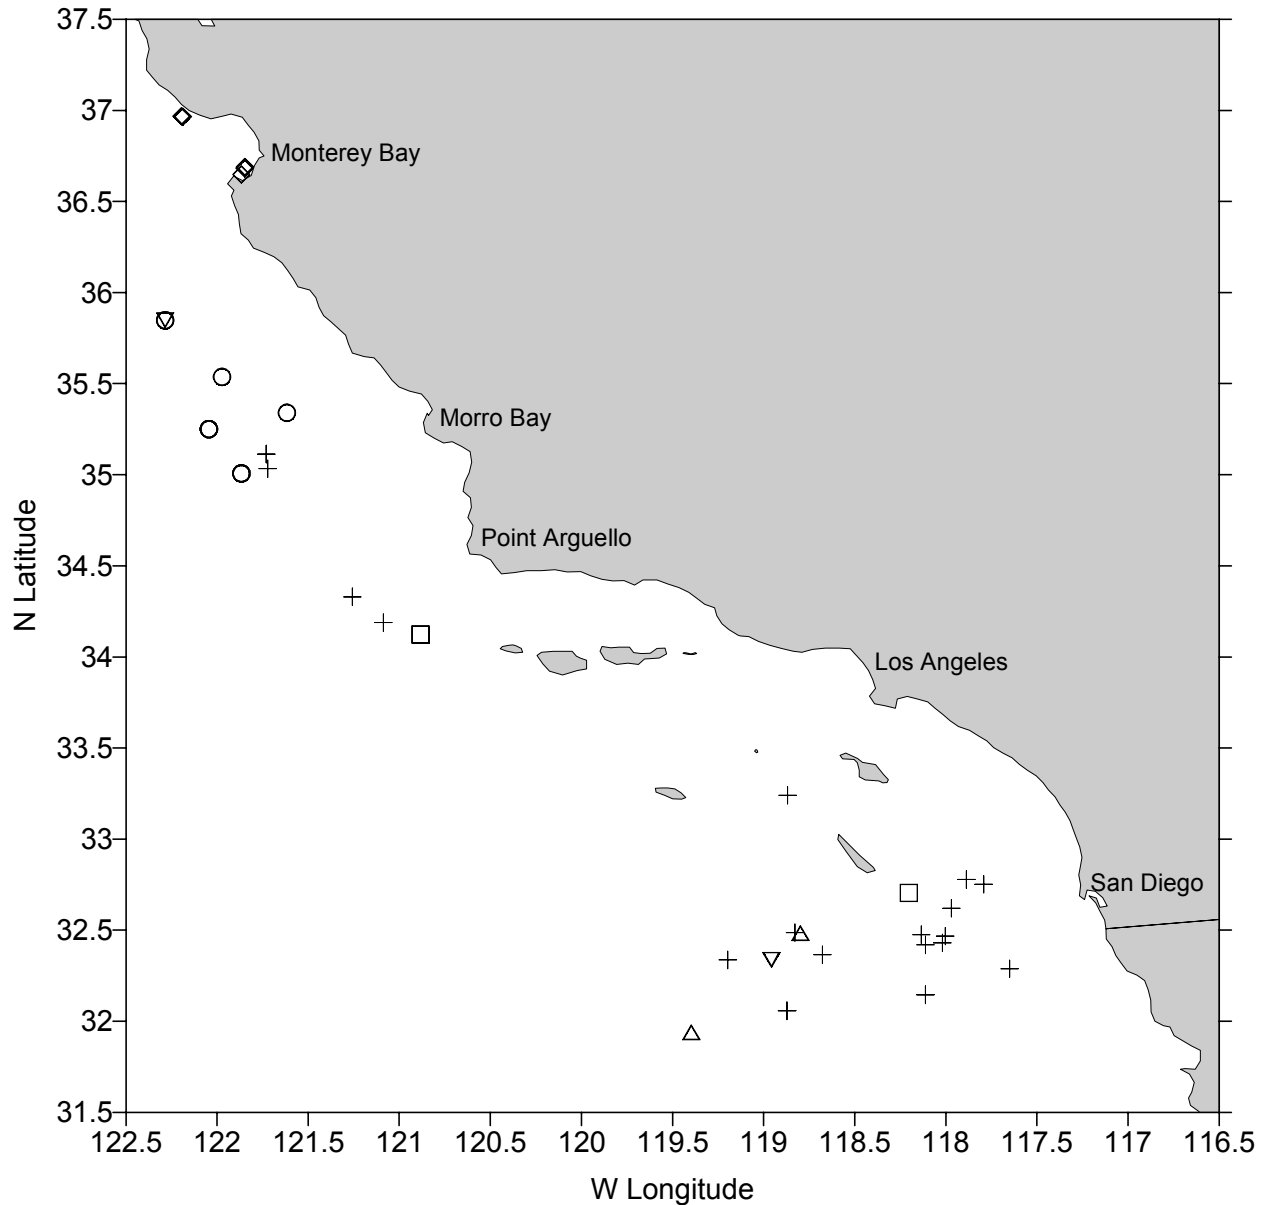 37.5
37
Monterey Bay
36.5
36
35.5
Morro Bay
35
Point Arguello
34.5
34
Los Angeles
33.5
33
San Diego
32.5
32
31.5
N Latitude
122.5 122 121.5 121 120.5 120 119.5 119 118.5 118 117.5 117 116.5
W Longitude